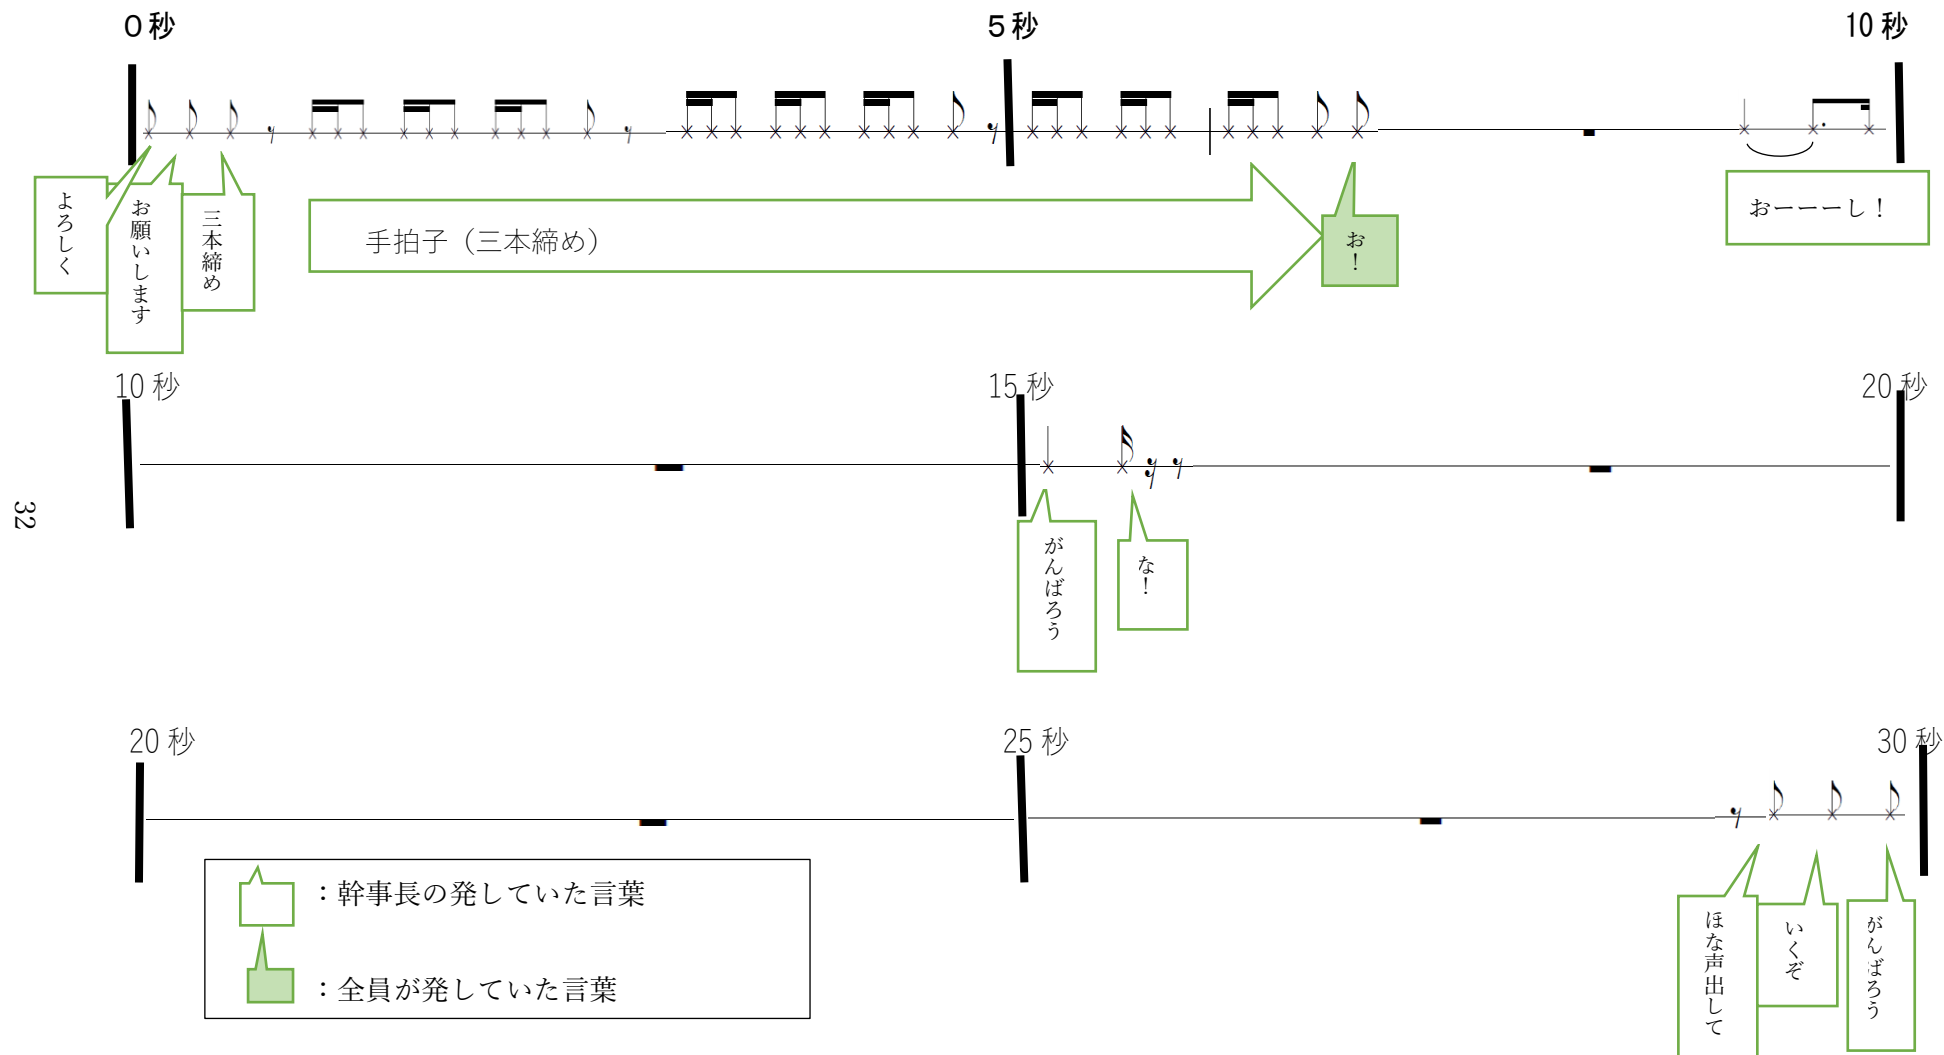 0秒
5秒
10秒
よろしく
お願いします
三本締め
手拍子（三本締め）
お！
おーーーし！
10秒
15秒
20秒
がんばろう
な！
32
20秒
25秒
30秒
ほな声出して
いくぞ
がんばろう
：幹事長の発していた言葉
：全員が発していた言葉